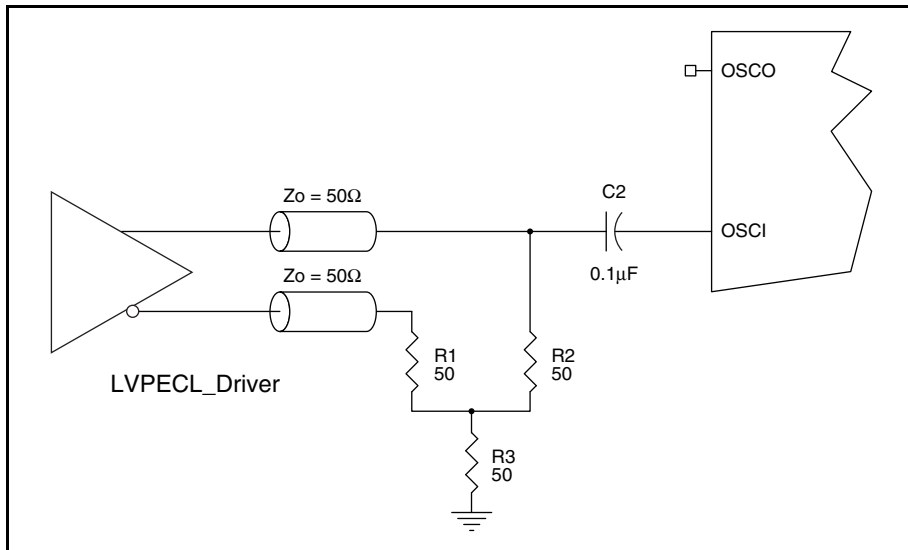 OSCO
Zo = 50Ω
C2
OSCI
0.1μF
Zo = 50Ω
R1
50
R2
50
LVPECL_Driver
R3
50